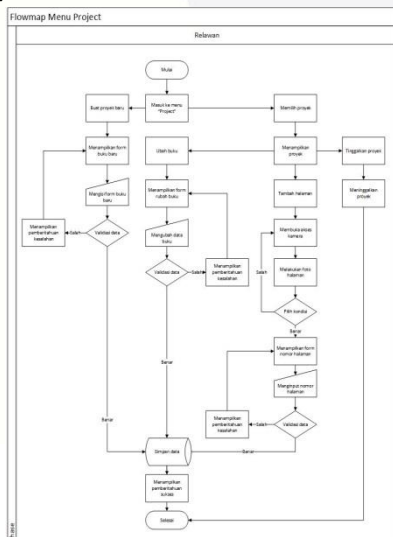 Flowmap Menu Project
Relawan
Mulai
Buat proyek baru
Masuk ke menu
"Project"
Memilih proyek
Menampilkan form
buku baru
Ubah buku
Menampilkan
proyek
Tinggalkan proyek
Mengisi form buku
baru
Menampilkan form
rubah buku
Tambah halaman
Meninggalkan
proyek
Menampilkan
pemberitahuan
kesalahan
Salah
Validasi data
Mengubah data
buku
Membuka akses
kamera
Validasi data
Salah
Menampilkan
pemberitahuan
kesalahan
Salah
Melakukan foto
halaman
Pilih kondisi
Benar
Menampilkan form
nomor halaman
Menginput nomor
halaman
Benar
Benar
Menampilkan
pemberitahuan
kesalahan
Salah
Validasi data
Simpan data
Benar
Menampilkan
pemberitahuan
sukses
Selesai
hase